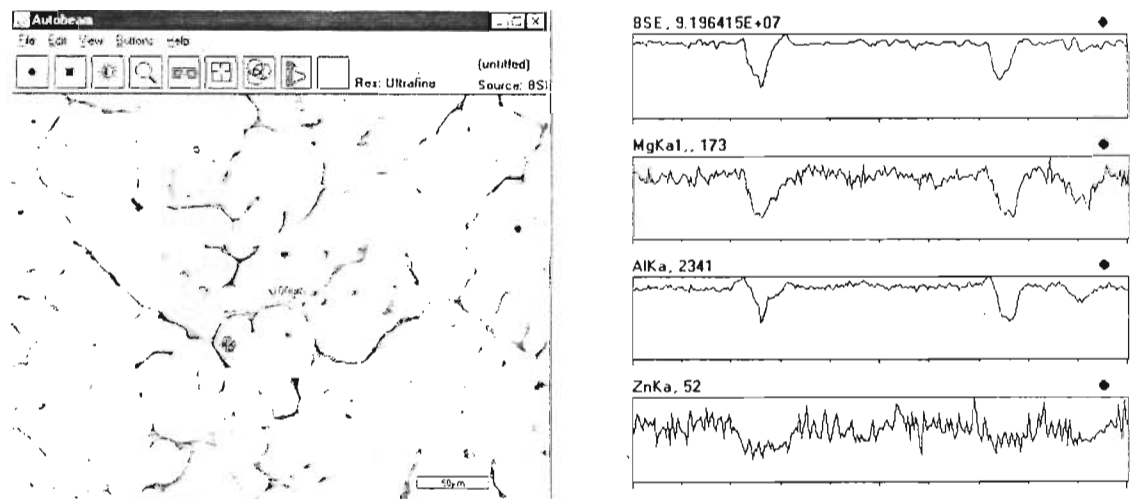 Autobeam
File Edit View Buttons Help
(untitled)
Res: Ultrafine
Source: BSI
50µm
BSE, 9.196415E+07
MgKa1,, 173
AlKa, 2341
ZnKa, 52